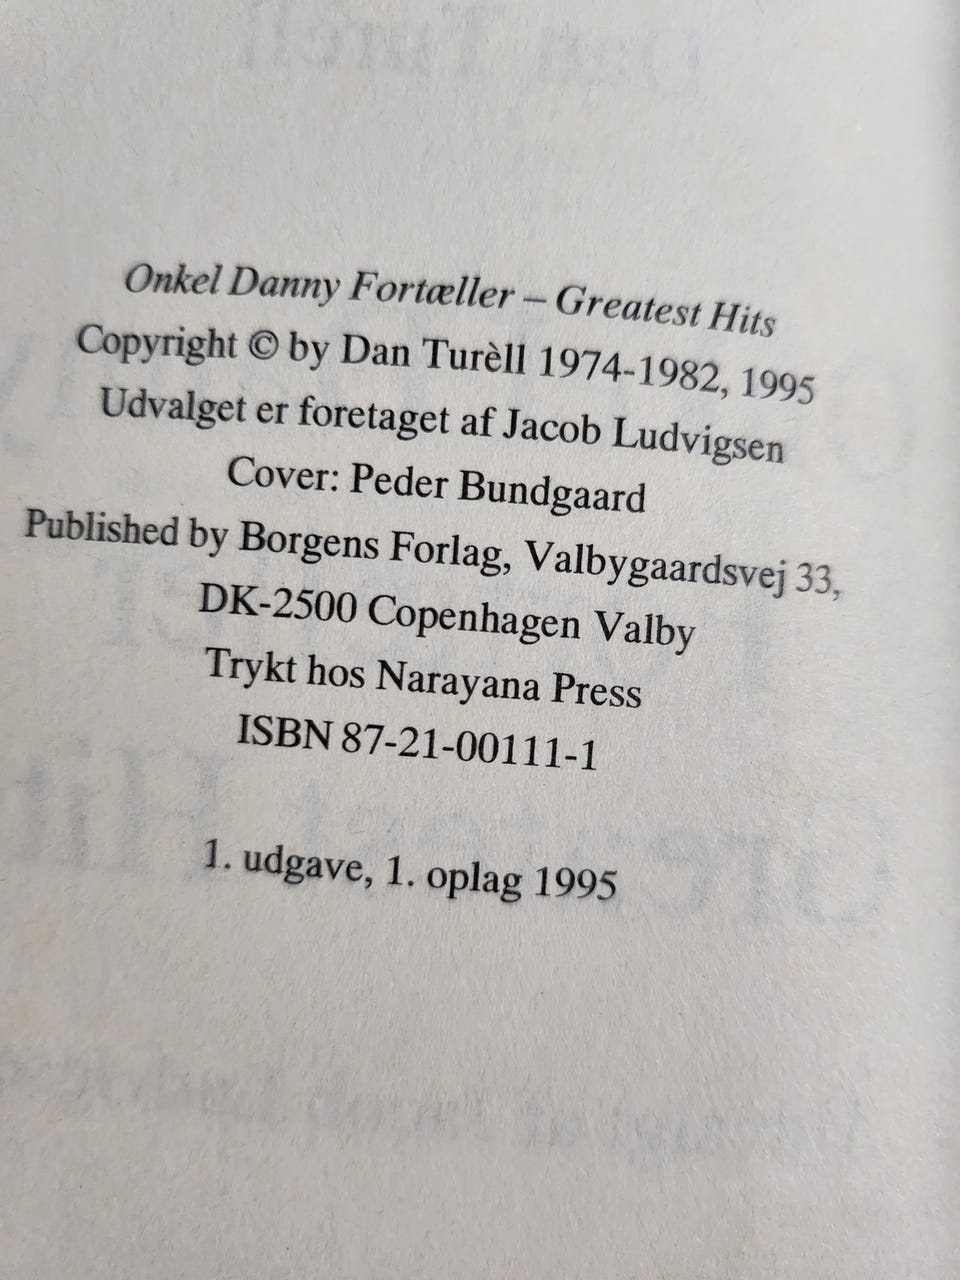 Onkel Danny Fortæller – Greatest Hits
Copyright © by Dan Turèll 1974-1982, 1995
Udvalget er foretaget af Jacob Ludvigsen
Cover: Peder Bundgaard
Published by Borgens Forlag, Valbygaardsvej 33,
DK-2500 Copenhagen Valby
Trykt hos Narayana Press
ISBN 87-21-00111-1
1. udgave, 1. oplag 1995